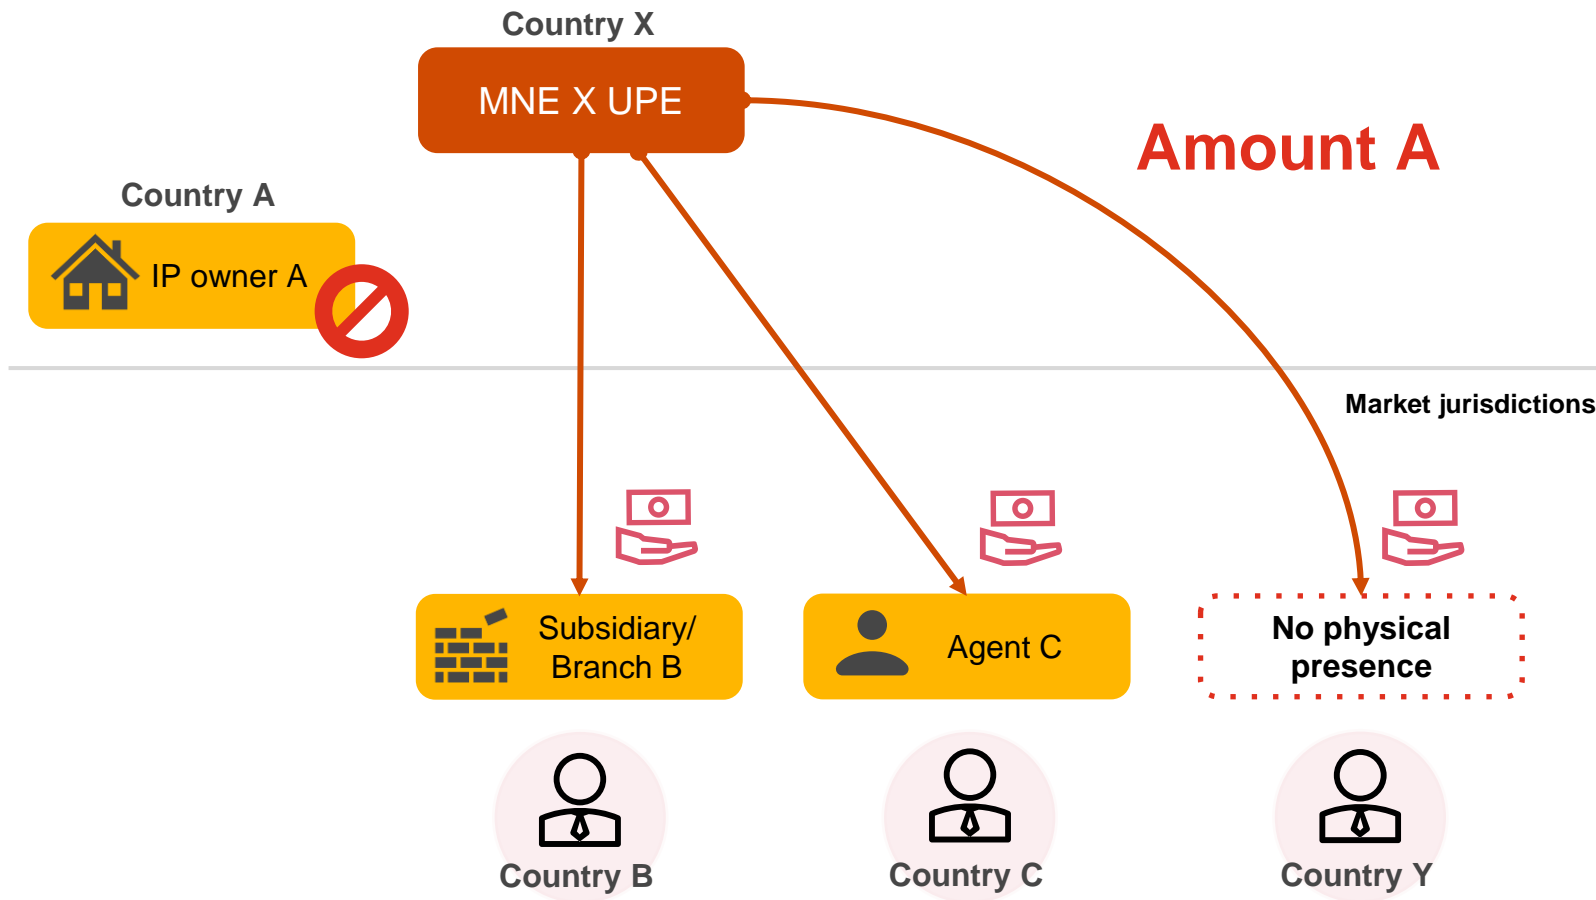 Country X
MNE X UPE
Amount A
Country A
IP owner A
Market jurisdictions
Subsidiary/
Branch B
Agent C
No physical
presence
Country B
Country C
Country Y